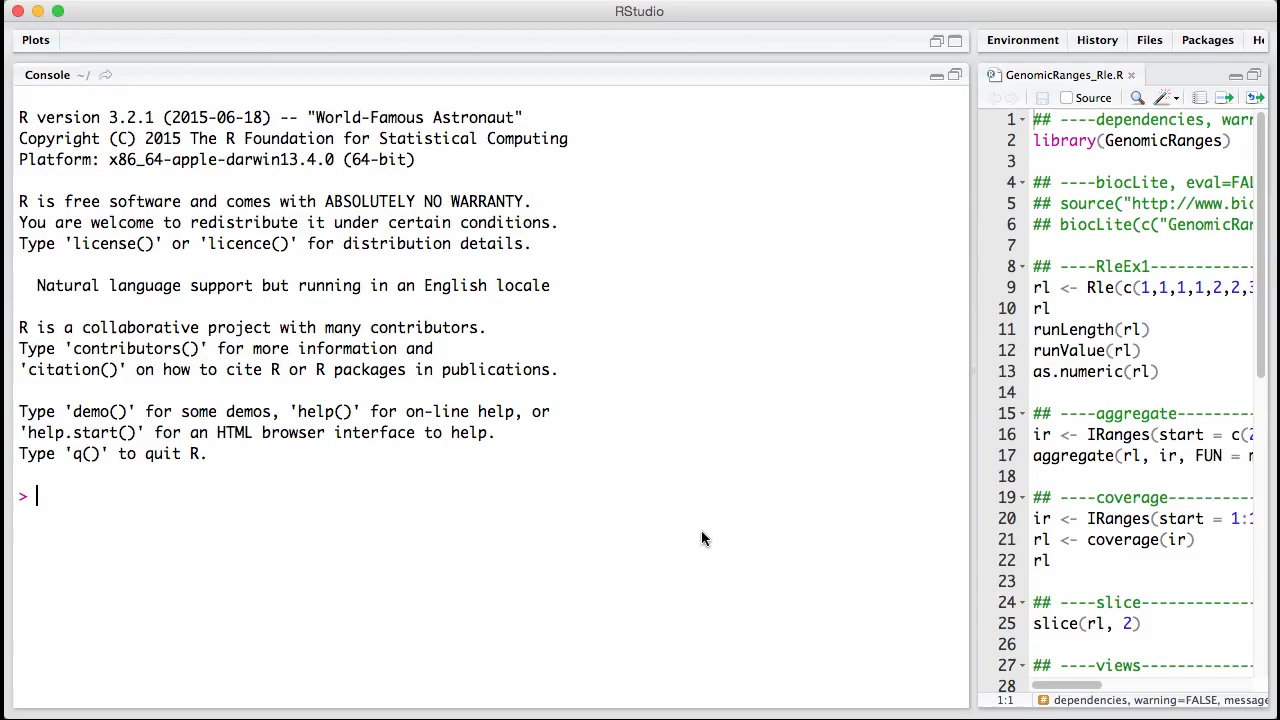 RStudio
Plots
Console ~/
R version 3.2.1 (2015-06-18) -- "World-Famous Astronaut"
Copyright (C) 2015 The R Foundation for Statistical Computing
Platform: x86_64-apple-darwin13.4.0 (64-bit)
R is free software and comes with ABSOLUTELY NO WARRANTY.
You are welcome to redistribute it under certain conditions.
Type 'license()' or 'licence()' for distribution details.
Natural language support but running in an English locale
R is a collaborative project with many contributors.
Type 'contributors()' for more information and
'citation()' on how to cite R or R packages in publications.
Type 'demo()' for some demos, 'help()' for on-line help, or
'help.start()' for an HTML browser interface to help.
Type 'q()' to quit R.
>
Environment History Files Packages He
GenomicRanges_Rle.R
Source
1 ## ----dependencies, warn
2 library(GenomicRanges)
3
4 ## ----biocLite, eval=FAL
5 ## source("http://www.bio
6 ## biocLite(c("GenomicRan
7
8 ## ----RleEx1------------
9 rl <- Rle(c(1,1,1,1,2,2,3
10 rl
11 runLength(rl)
12 runValue(rl)
13 as.numeric(rl)
14
15 ## ----aggregate---------
16 ir <- IRanges(start = c(2
17 aggregate(rl, ir, FUN = m
18
19 ## ----coverage----------
20 ir <- IRanges(start = 1:1
21 rl <- coverage(ir)
22 rl
23
24 ## ----slice-------------
25 slice(rl, 2)
26
27 ## ----views-------------
28
1:1 dependencies, warning=FALSE, message